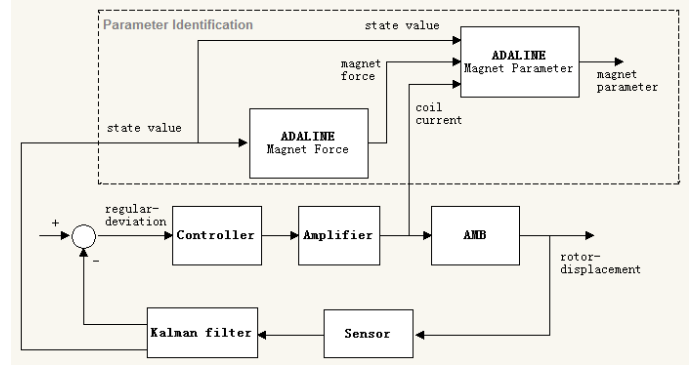 Parameter Identification
state value
ADALINE
Magnet Parameter
magnet
force
magnet
parameter
coil
current
state value
ADALINE
Magnet Force
+
regular-
deviation
Controller
Amplifier
AMB
-
rotor-
displacement
Kalman filter
Sensor